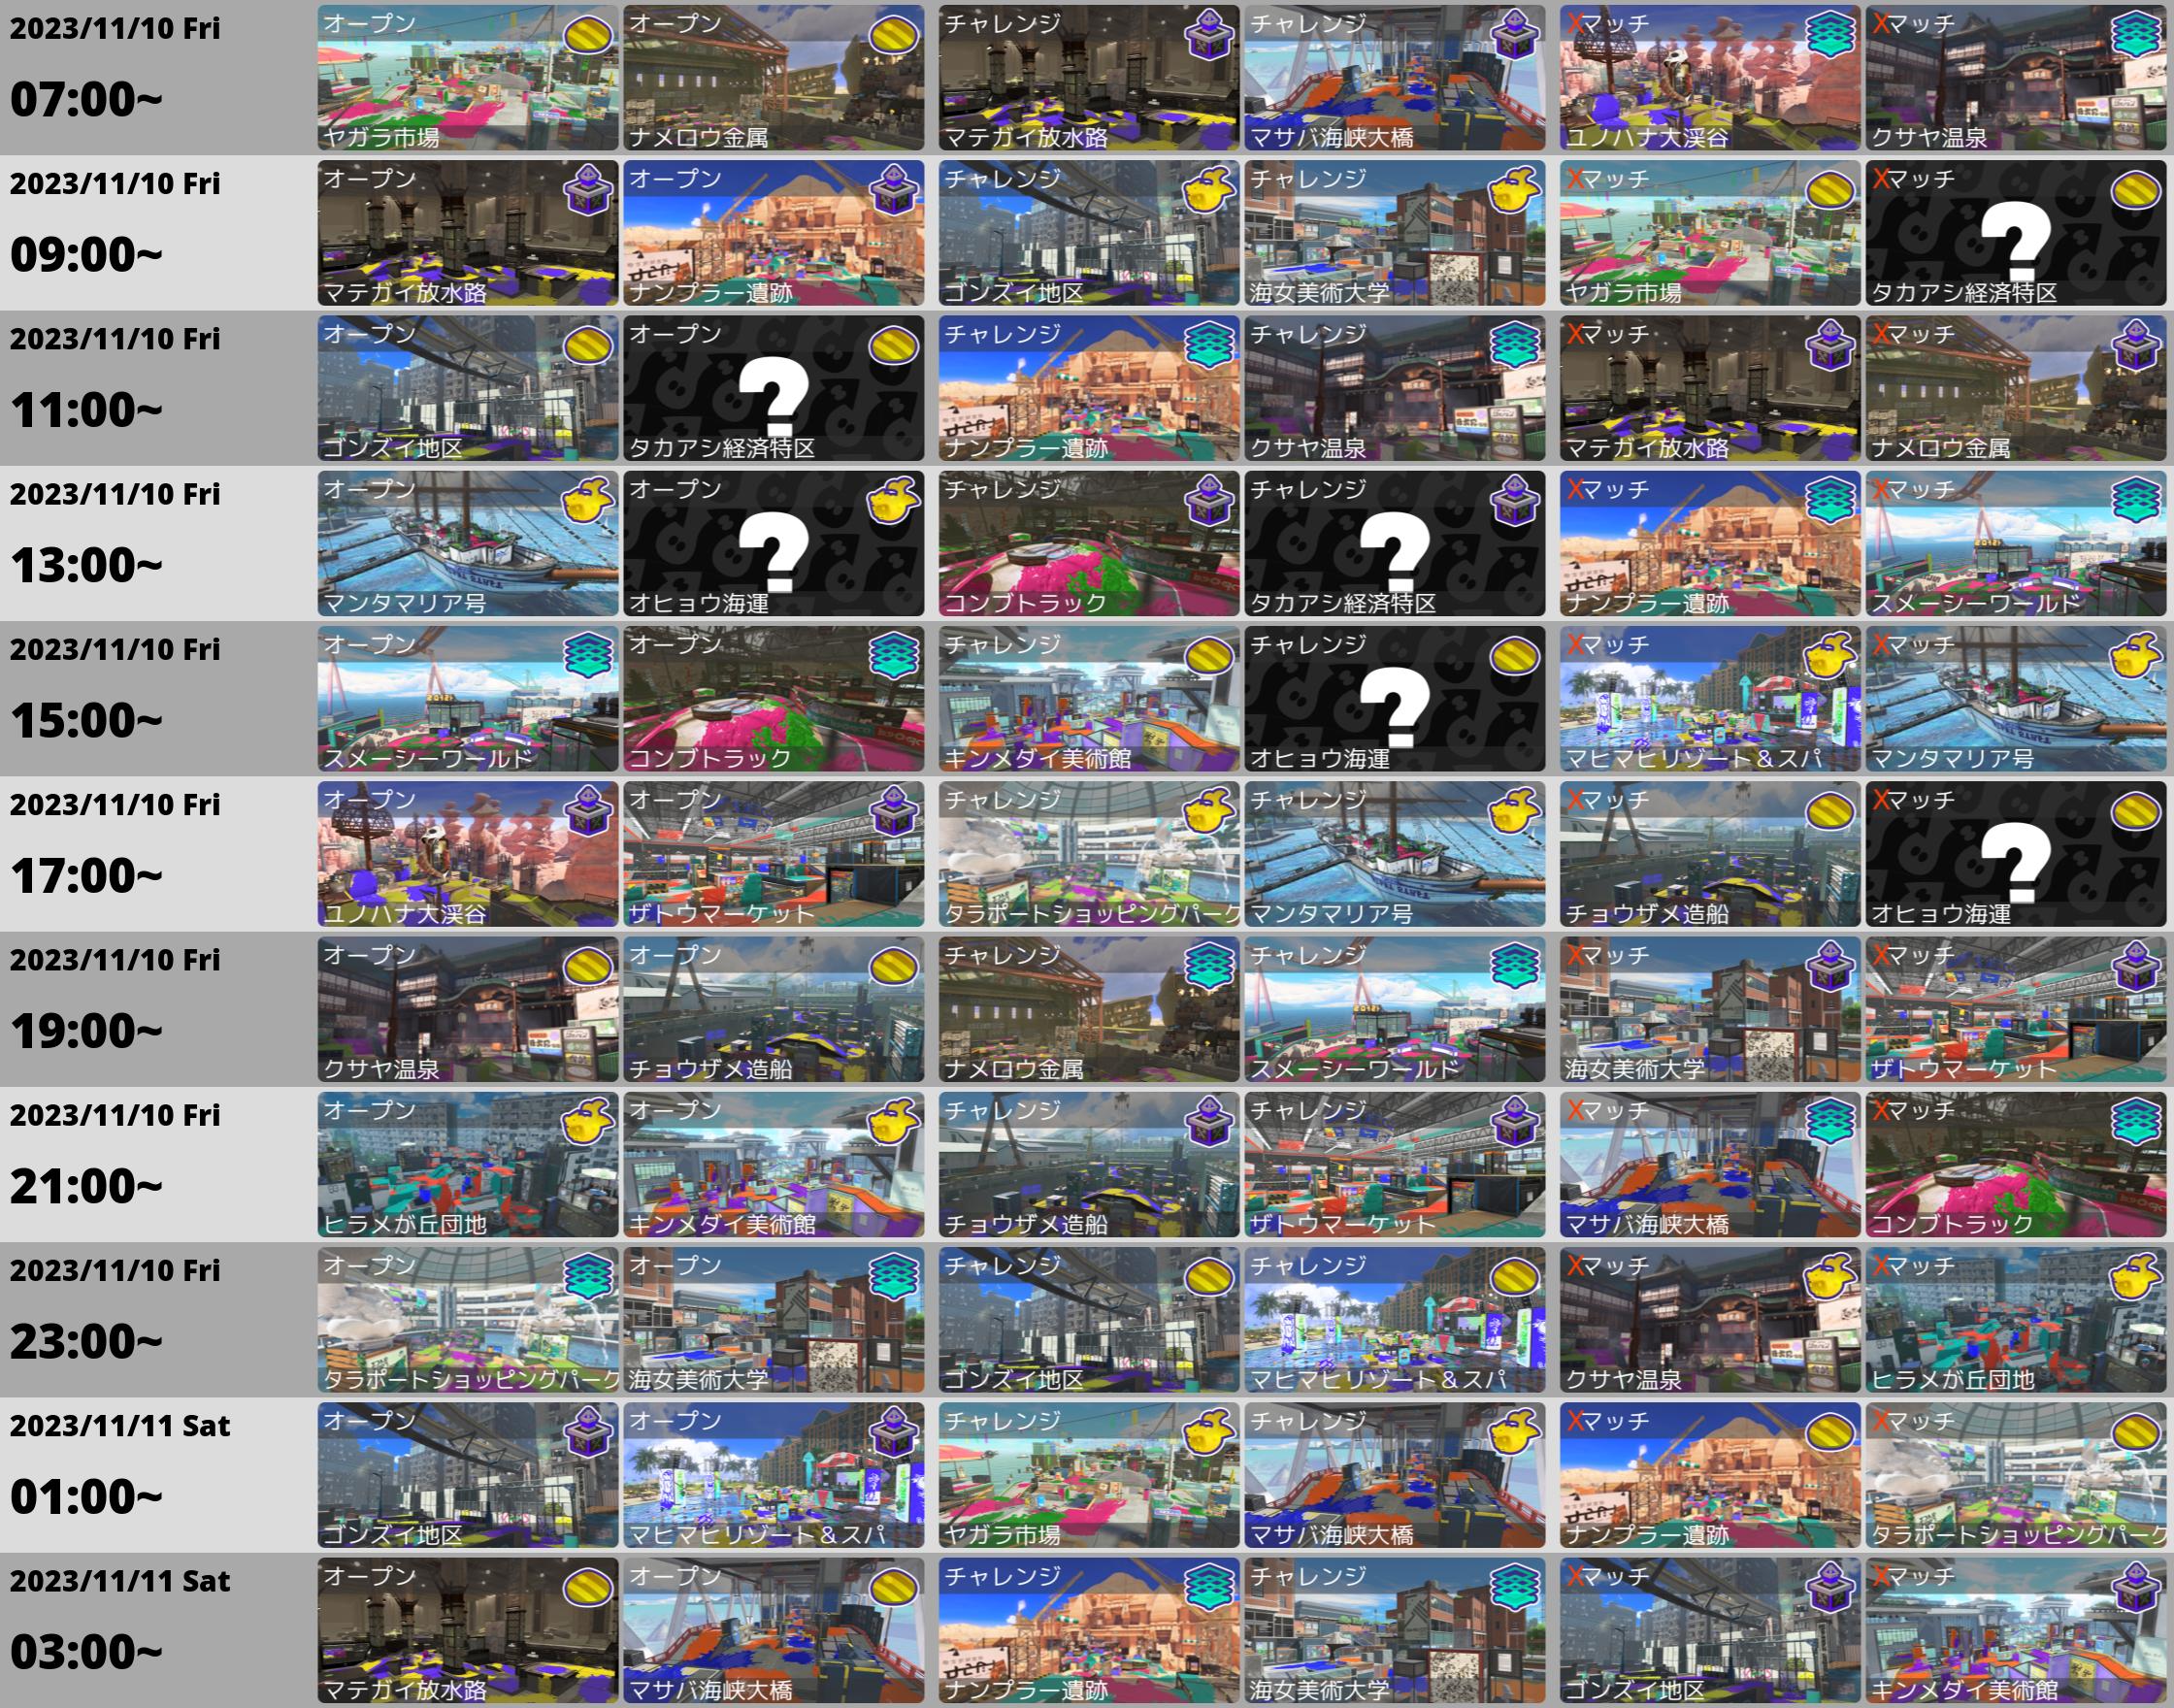 2023/11/10 Fri
07:00~
オープン
ヤガラ市場
オープン
ナメロウ金属
チャレンジ
マテガイ放水路
チャレンジ
マサバ海峡大橋
Xマッチ
ユノハナ大渓谷
Xマッチ
クサヤ温泉
2023/11/10 Fri
09:00~
オープン
マテガイ放水路
オープン
ナンプラー遺跡
チャレンジ
ゴンズイ地区
チャレンジ
海女美術大学
Xマッチ
ヤガラ市場
Xマッチ
?
タカアシ経済特区
2023/11/10 Fri
11:00~
オープン
ゴンズイ地区
オープン
?
タカアシ経済特区
チャレンジ
ナンプラー遺跡
チャレンジ
クサヤ温泉
Xマッチ
マテガイ放水路
Xマッチ
ナメロウ金属
2023/11/10 Fri
13:00~
オープン
マンタマリア号
オープン
?
オヒョウ海運
チャレンジ
コンブトラック
チャレンジ
?
タカアシ経済特区
Xマッチ
ナンプラー遺跡
Xマッチ
スメーシーワールド
2023/11/10 Fri
15:00~
オープン
スメーシーワールド
オープン
コンブトラック
チャレンジ
キンメダイ美術館
チャレンジ
?
オヒョウ海運
Xマッチ
マヒマヒリゾート＆スパ
Xマッチ
マンタマリア号
2023/11/10 Fri
17:00~
オープン
ユノハナ大渓谷
オープン
ザトウマーケット
チャレンジ
タラポートショッピングパーク
チャレンジ
マンタマリア号
Xマッチ
チョウザメ造船
Xマッチ
?
オヒョウ海運
2023/11/10 Fri
19:00~
オープン
クサヤ温泉
オープン
チョウザメ造船
チャレンジ
ナメロウ金属
チャレンジ
スメーシーワールド
Xマッチ
海女美術大学
Xマッチ
ザトウマーケット
2023/11/10 Fri
21:00~
オープン
ヒラメが丘団地
オープン
キンメダイ美術館
チャレンジ
チョウザメ造船
チャレンジ
ザトウマーケット
Xマッチ
マサバ海峡大橋
Xマッチ
コンブトラック
2023/11/10 Fri
23:00~
オープン
タラポートショッピングパーク
オープン
海女美術大学
チャレンジ
ゴンズイ地区
チャレンジ
マヒマヒリゾート＆スパ
Xマッチ
クサヤ温泉
Xマッチ
ヒラメが丘団地
2023/11/11 Sat
01:00~
オープン
ゴンズイ地区
オープン
マヒマヒリゾート＆スパ
チャレンジ
ヤガラ市場
チャレンジ
マサバ海峡大橋
Xマッチ
ナンプラー遺跡
Xマッチ
タラポートショッピングパーク
2023/11/11 Sat
03:00~
オープン
マテガイ放水路
オープン
マサバ海峡大橋
チャレンジ
ナンプラー遺跡
チャレンジ
海女美術大学
Xマッチ
ゴンズイ地区
Xマッチ
キンメダイ美術館